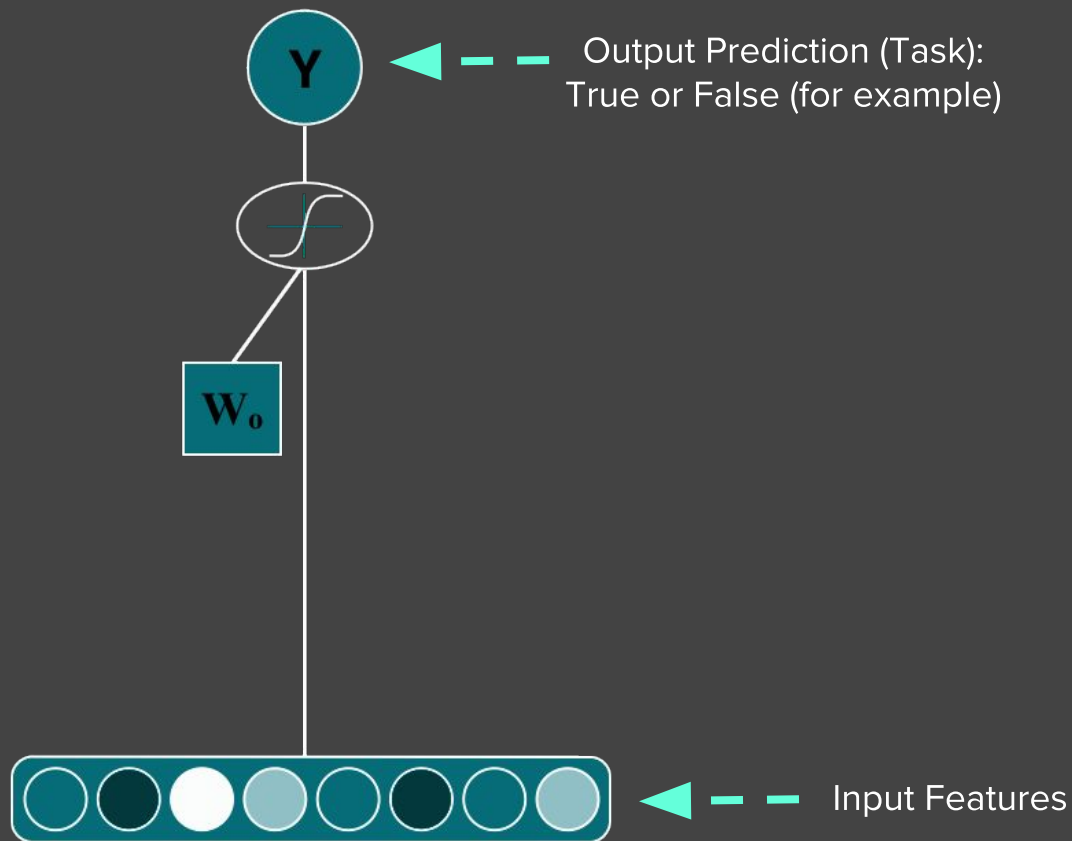 Y
Output Prediction (Task):
True or False (for example)
W₀
Input Features